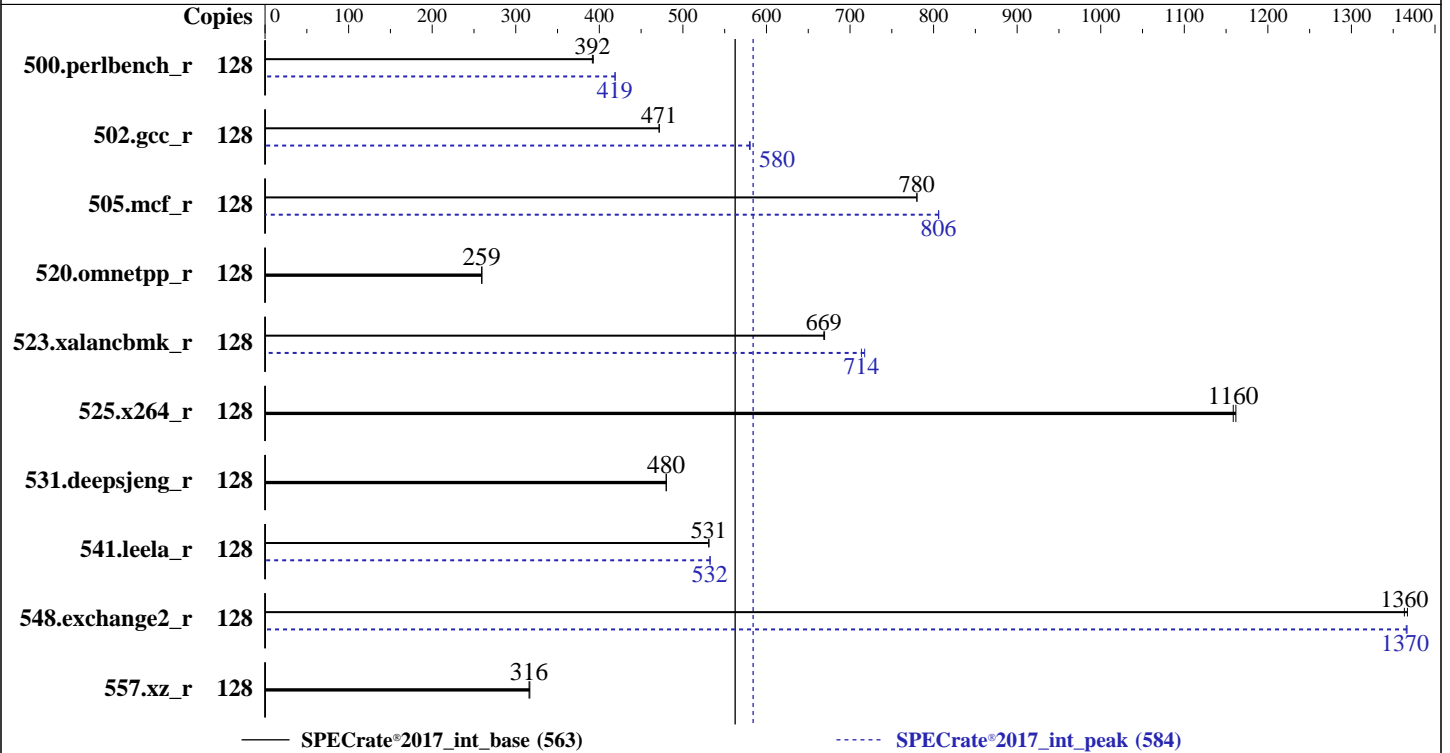 Copies 0 100 200 300 400 500 600 700 800 900 1000 1100 1200 1300 1400
500.perlbench_r 128 392
419
502.gcc_r 128 471
580
505.mcf_r 128 780
806
520.omnetpp_r 128 259
523.xalancbmk_r 128 669
714
525.x264_r 128 1160
531.deepsjeng_r 128 480
541.leela_r 128 531
532
548.exchange2_r 128 1360
1370
557.xz_r 128 316
SPECrate®2017_int_base (563) SPECrate®2017_int_peak (584)